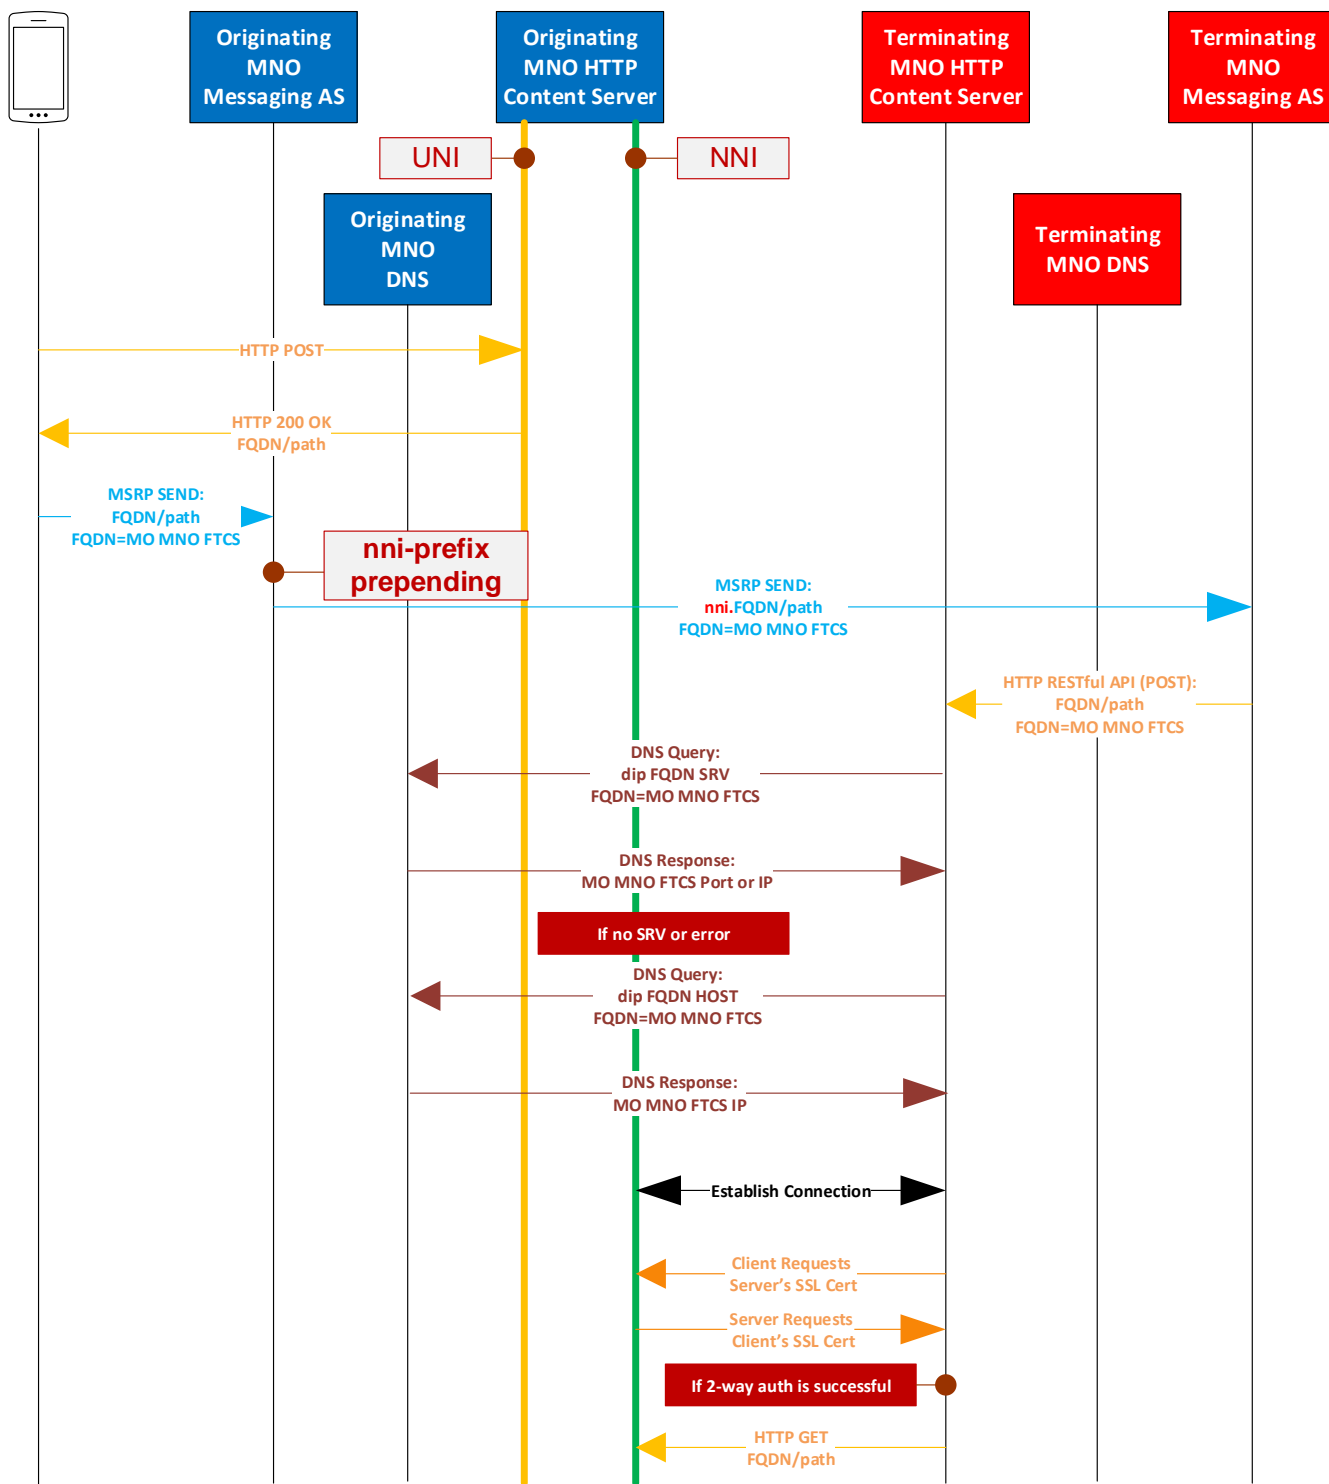 Originating
MNO
Messaging AS
Originating
MNO HTTP
Content Server
Terminating
MNO HTTP
Content Server
Terminating
MNO
Messaging AS
UNI
NNI
Originating
MNO
DNS
Terminating
MNO DNS
HTTP POST
HTTP 200 OK
FQDN/path
MSRP SEND:
FQDN/path
FQDN=MO MNO FTCS
nni-prefix
prepending
MSRP SEND:
nni.FQDN/path
FQDN=MO MNO FTCS
HTTP RESTful API (POST):
FQDN/path
FQDN=MO MNO FTCS
DNS Query:
dip FQDN SRV
FQDN=MO MNO FTCS
DNS Response:
MO MNO FTCS Port or IP
If no SRV or error
DNS Query:
dip FQDN HOST
FQDN=MO MNO FTCS
DNS Response:
MO MNO FTCS IP
Establish Connection
Client Requests
Server's SSL Cert
Server Requests
Client's SSL Cert
If 2-way auth is successful
HTTP GET
FQDN/path